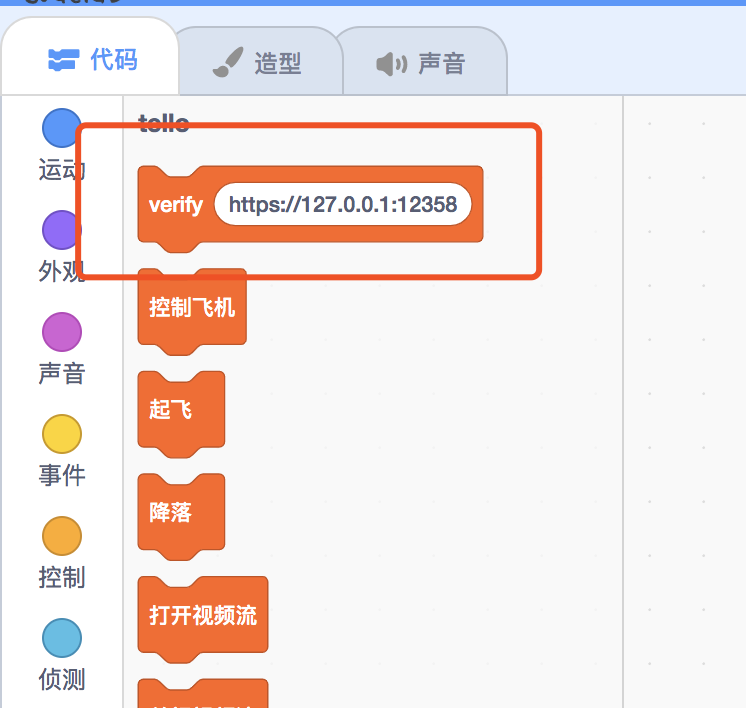 代码
造型
声音
运动
外观
声音
事件
控制
侦测
tello
verify https://127.0.0.1:12358
控制飞机
起飞
降落
打开视频流